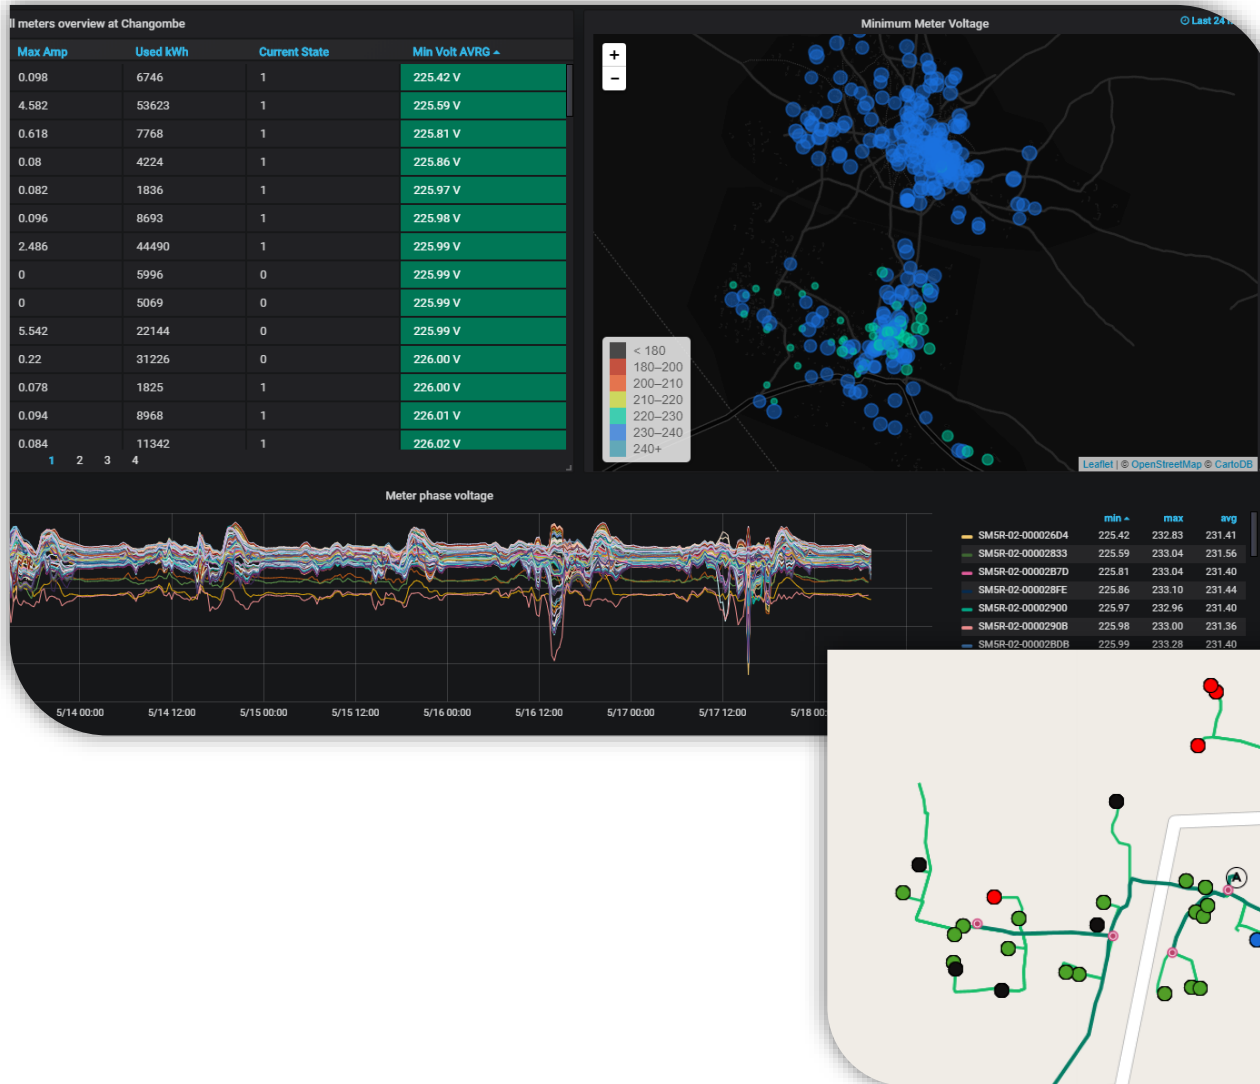 ll meters overview at Changombe
Max Amp Used kWh Current State Min Volt AVRG
0.098 6746 1 225.42 V
4.582 53623 1 225.59 V
0.618 7768 1 225.81 V
0.08 4224 1 225.86 V
0.082 1836 1 225.97 V
0.096 8693 1 225.98 V
2.486 44490 1 225.99 V
0 5996 0 225.99 V
0 5069 0 225.99 V
5.542 22144 0 225.99 V
0.22 31226 0 226.00 V
0.078 1825 1 226.00 V
0.094 8968 1 226.01 V
0.084 11342 1 226.02 V
1 2 3 4
Minimum Meter Voltage
Last 24
+
−
< 180
180–200
200–210
210–220
220–230
230–240
240+
Leaflet | © OpenStreetMap © CartoDB
Meter phase voltage
5/14 00:00 5/14 12:00 5/15 00:00 5/15 12:00 5/16 00:00 5/16 12:00 5/17 00:00 5/17 12:00 5/18 00:
min max avg
SM5R-02-000026D4 225.42 232.83 231.41
SM5R-02-00002833 225.59 233.04 231.56
SM5R-02-00002B7D 225.81 233.04 231.40
SM5R-02-000028FE 225.86 233.10 231.44
SM5R-02-00002900 225.97 232.96 231.40
SM5R-02-0000290B 225.98 233.00 231.36
SM5R-02-00002BDB 225.99 233.28 231.40
A